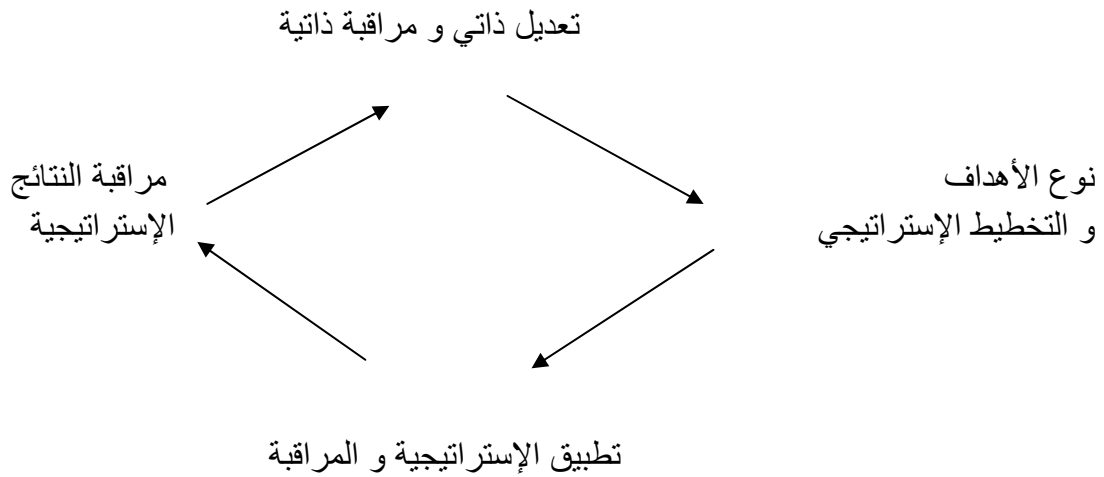 تعديل ذاتي و مراقبة ذاتية
نوع الأهداف
و التخطيط الإستراتيجي
مراقبة النتائج
الإستراتيجية
تطبيق الإستراتيجية و المراقبة